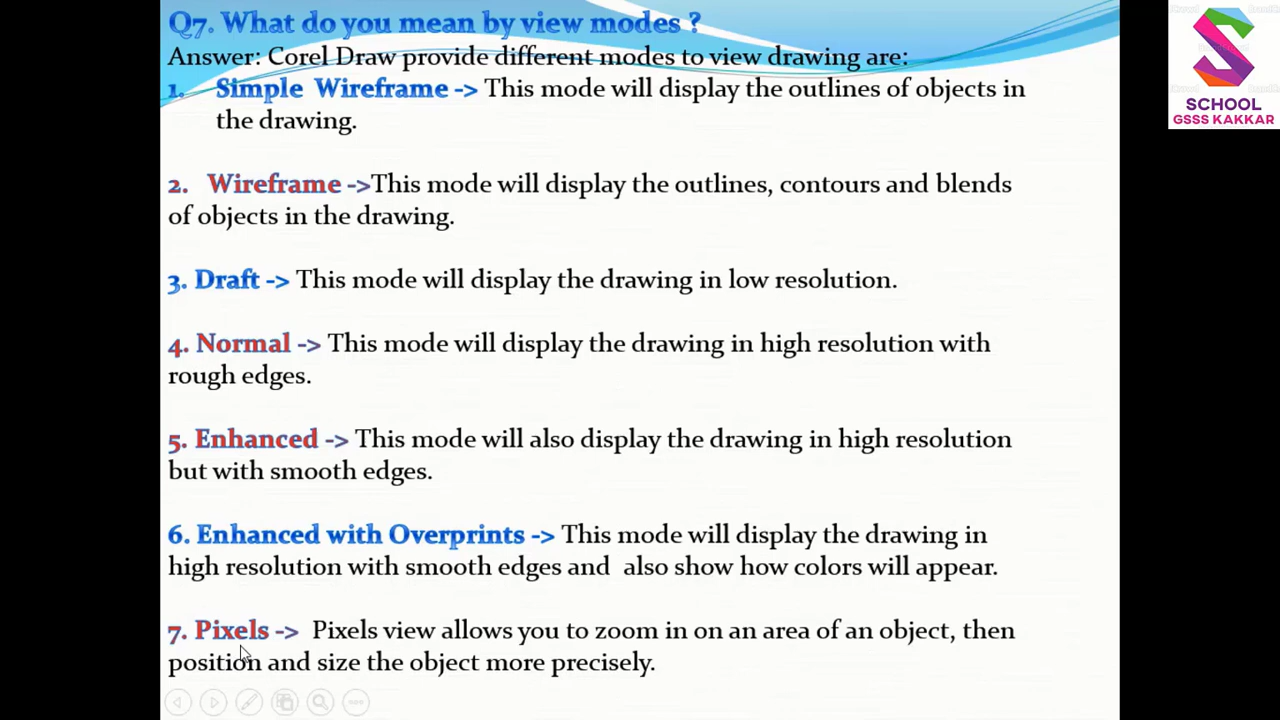 Q7. What do you mean by view modes ?
Answer: Corel Draw provide different modes to view drawing are:
1. Simple Wireframe -> This mode will display the outlines of objects in
the drawing.
2. Wireframe ->This mode will display the outlines, contours and blends
of objects in the drawing.
3. Draft -> This mode will display the drawing in low resolution.
4. Normal -> This mode will display the drawing in high resolution with
rough edges.
5. Enhanced -> This mode will also display the drawing in high resolution
but with smooth edges.
6. Enhanced with Overprints -> This mode will display the drawing in
high resolution with smooth edges and also show how colors will appear.
7. Pixels -> Pixels view allows you to zoom in on an area of an object, then
position and size the object more precisely.
SCHOOL
GSSS KAKKAR